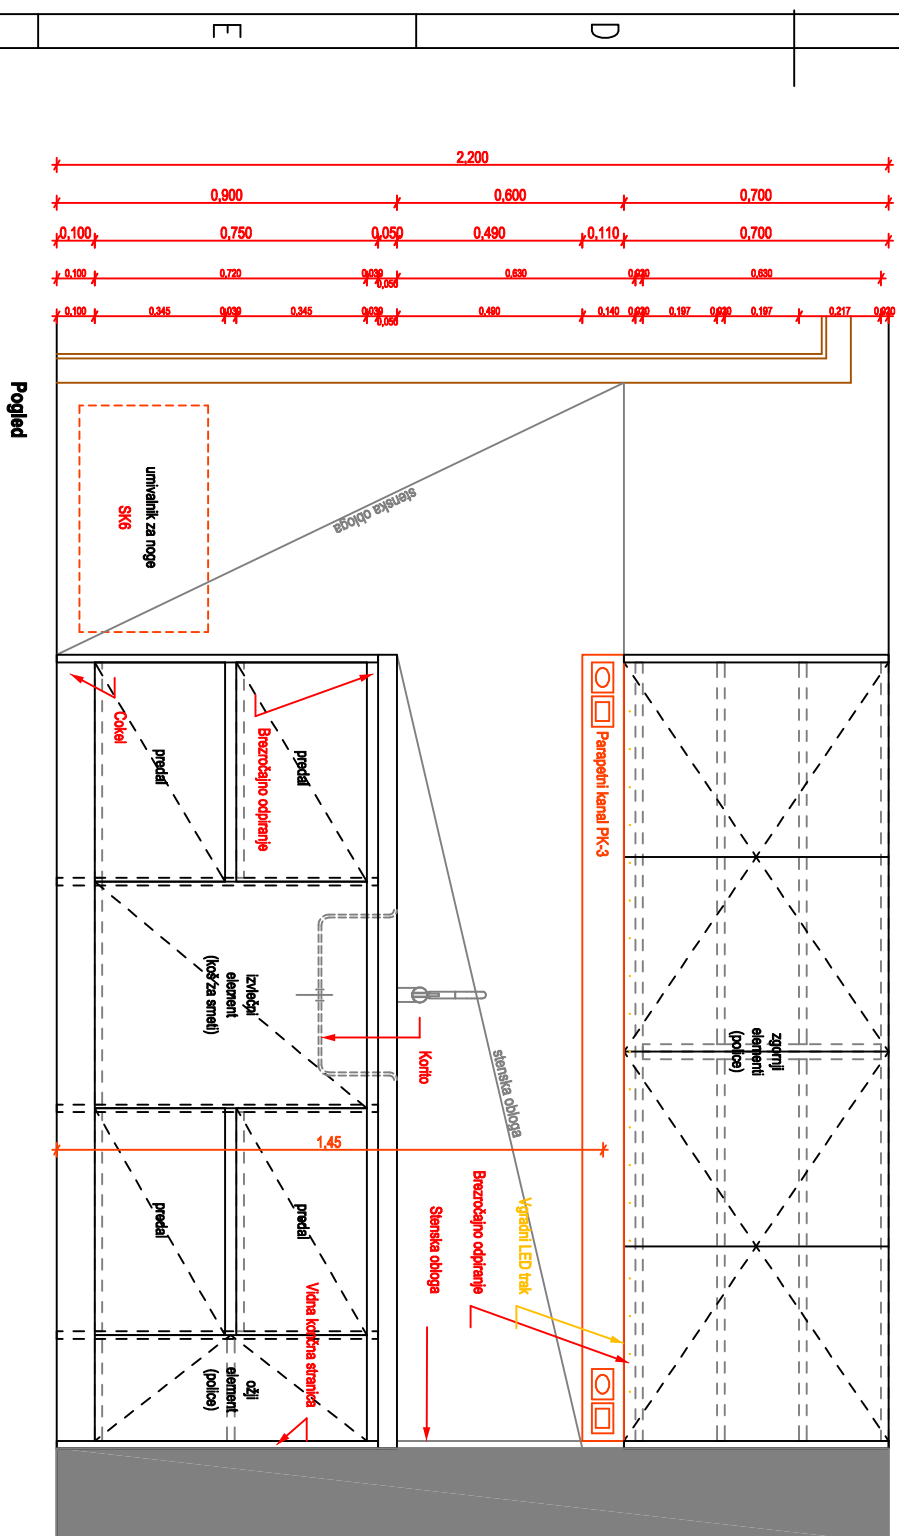 E
D
2,200
0,900
0,600
0,700
0,100
0,750
0,050
0,490
0,110
0,700
0,100
0,720
0,039
0,056
0,630
0,020
0,630
0,100
0,345
0,039
0,345
0,039
0,056
0,490
0,140
0,020
0,197
0,020
0,197
0,217
0,020
Pogled
umivalnik za noge
SK6
stenska obloga
Cokel
predal
Brezročajno odpiranje
predal
Parapetni kanal PK-3
izvlečni
element
(koš za smeti)
Korito
stenska obloga
zgornji
elementi
(police)
1,45
predal
predal
Vgradni LED trak
Brezročajno odpiranje
Stenska obloga
Vidna končna stranica
ožji
element
(police)